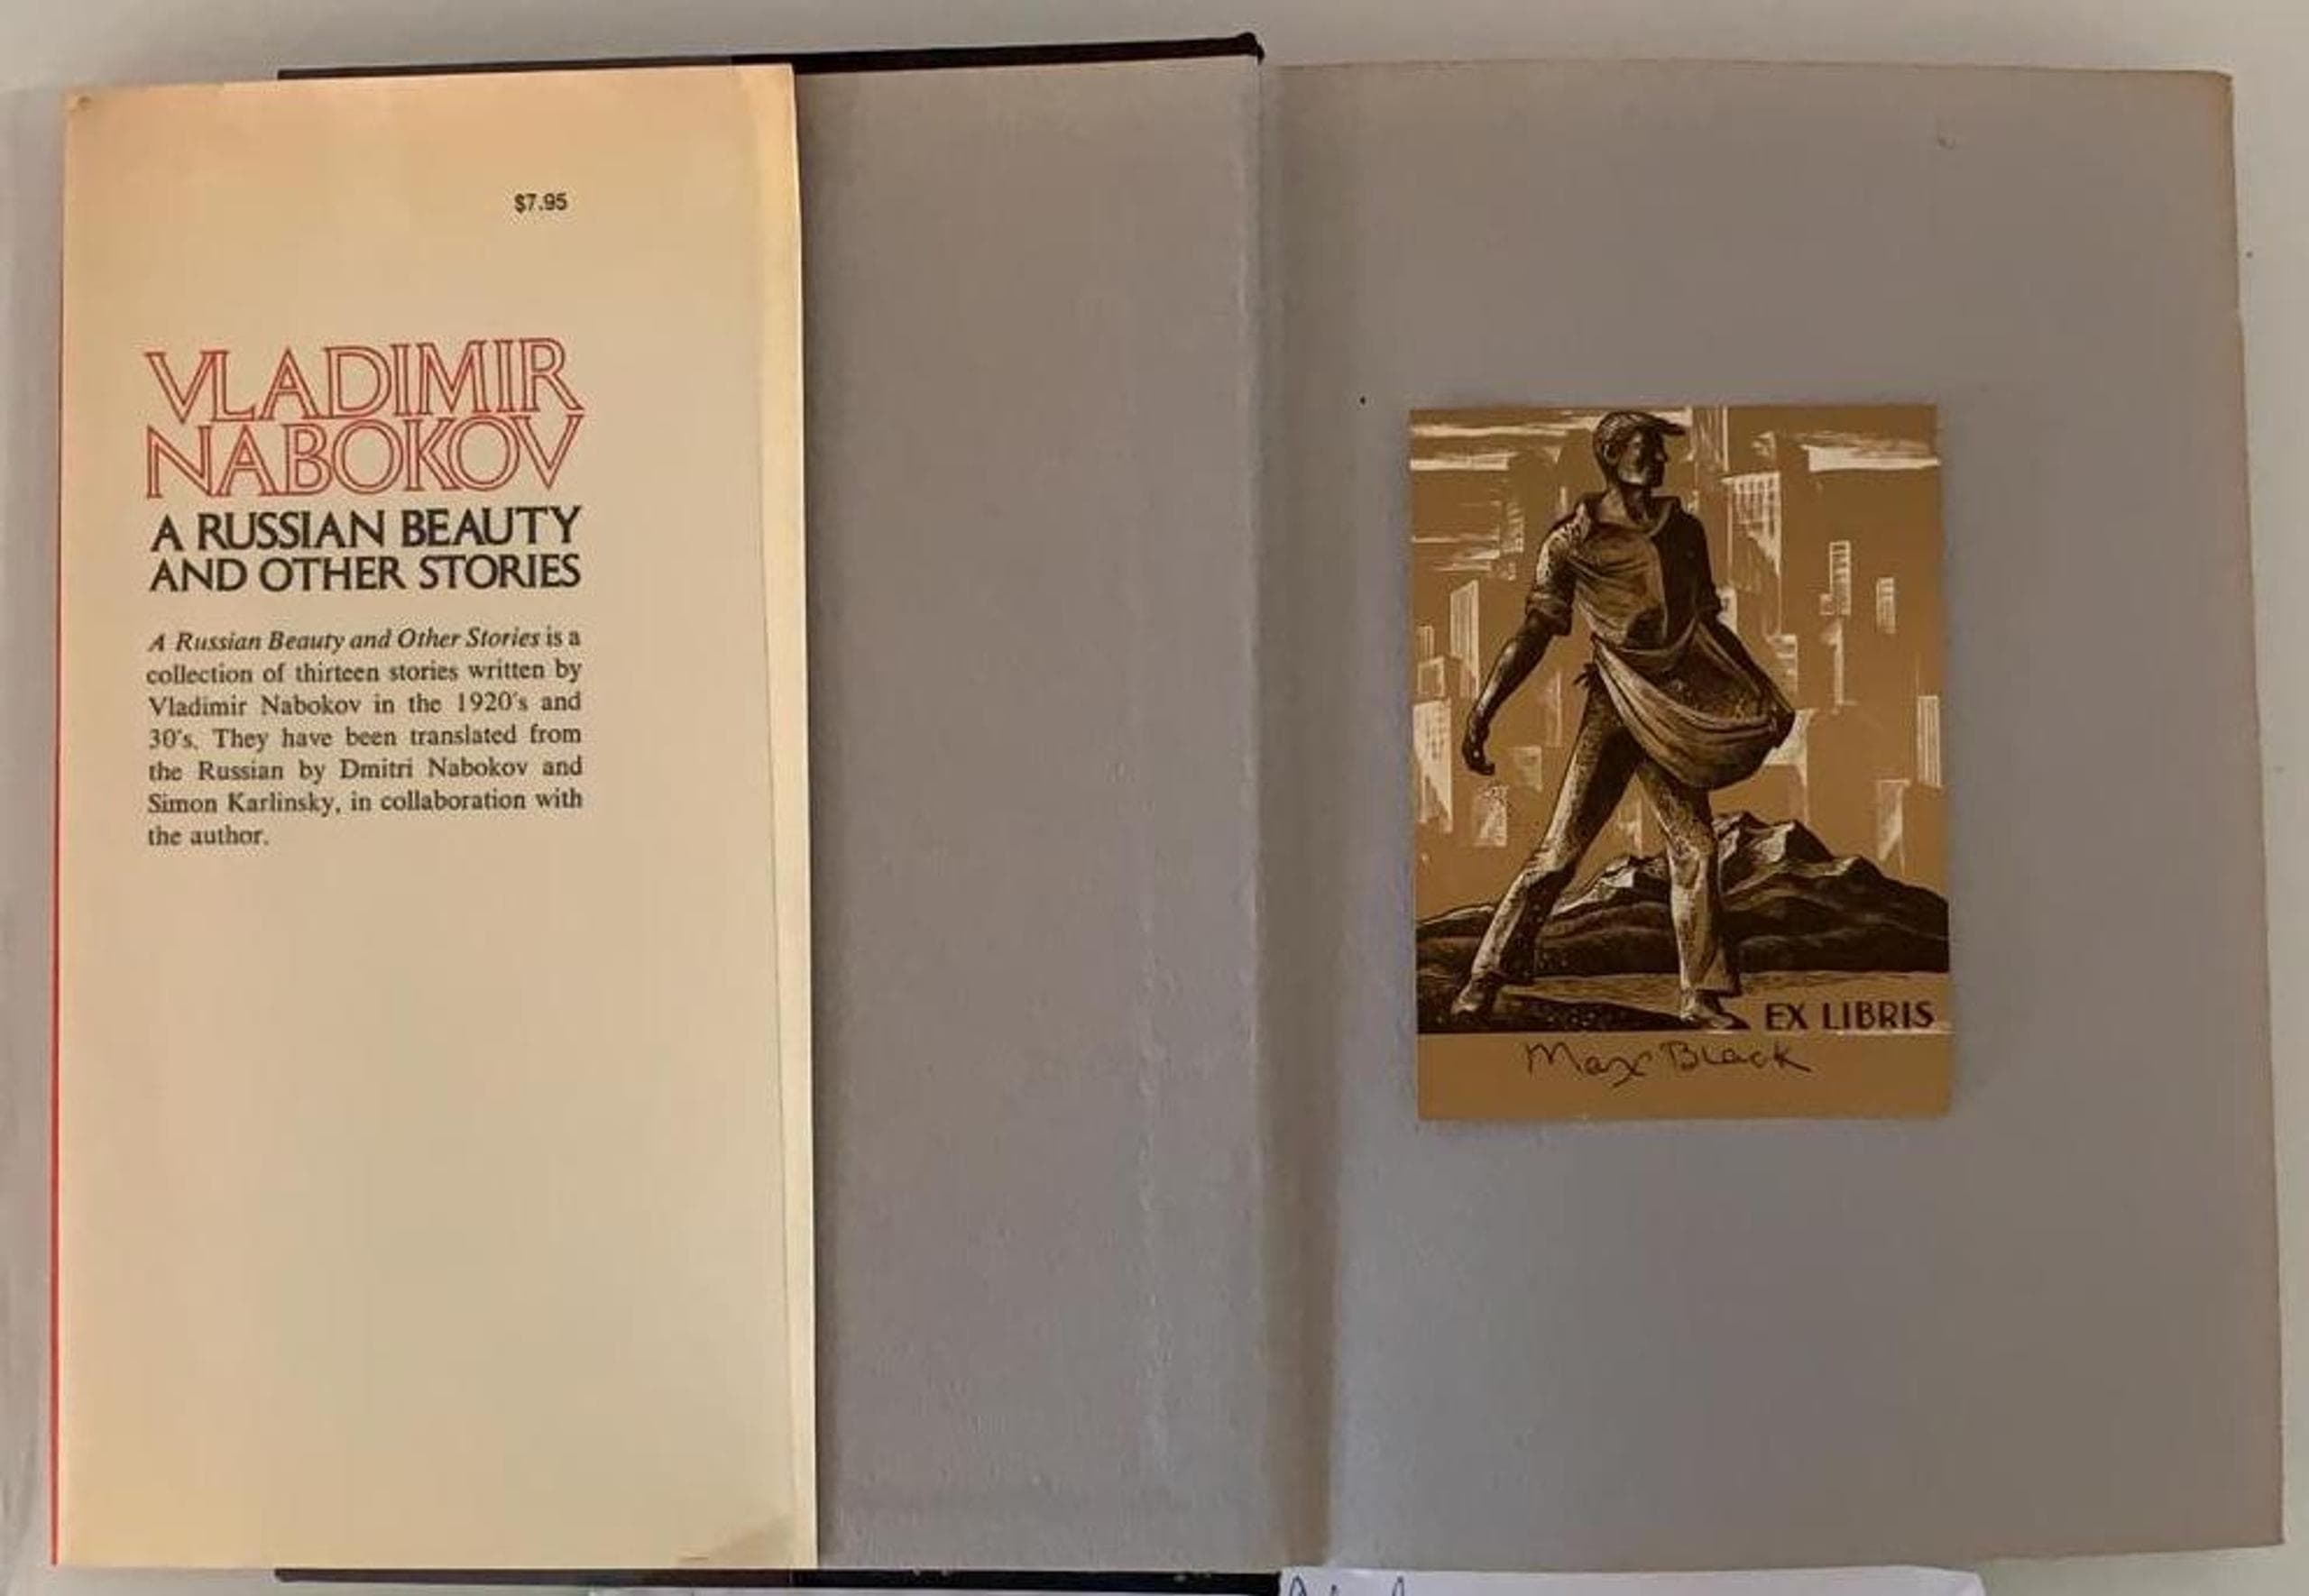 $7.95
VLADIMIR
NABOKOV
A RUSSIAN BEAUTY
AND OTHER STORIES
A Russian Beauty and Other Stories is a
collection of thirteen stories written by
Vladimir Nabokov in the 1920's and
30's. They have been translated from
the Russian by Dmitri Nabokov and
Simon Karlinsky, in collaboration with
the author.
EX LIBRIS
Max Black